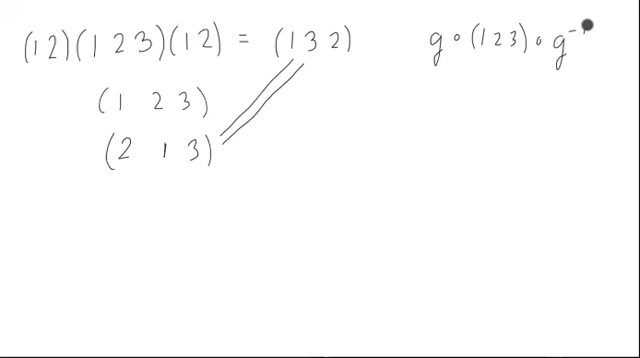 (1 2)(1 2 3)(1 2) = (1 3 2)
g ∘ (1 2 3) ∘ g⁻
(1 2 3)
(2 1 3)